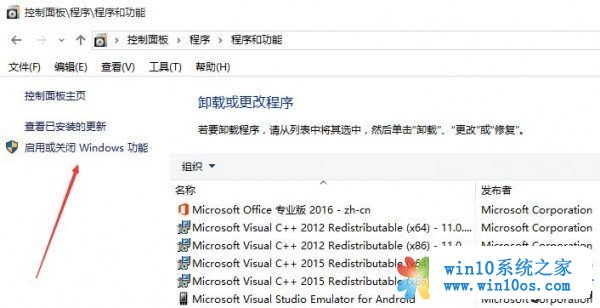 控制面板\程序\程序和功能
控制面板 > 程序 > 程序和功能
文件(F) 编辑(E) 查看(V) 工具(T) 帮助(H)
控制面板主页
查看已安装的更新
启用或关闭 Windows 功能
卸载或更改程序
若要卸载程序，请从列表中将其选中，然后单击“卸载”、“更改”或“修复”。
组织
名称 发布者
Microsoft Office 专业版 2016 - zh-cn Microsoft Corporation
Microsoft Visual C++ 2012 Redistributable (x64) - 11.0.... Microsoft Corporation
Microsoft Visual C++ 2012 Redistributable (x86) - 11.0.... Microsoft Corporation
Microsoft Visual C++ 2015 Redistributable (x64)
Microsoft Visual C++ 2015 Redistributable (x86)
Microsoft Visual Studio Emulator for Android
win10系统之家
www.win10os.com